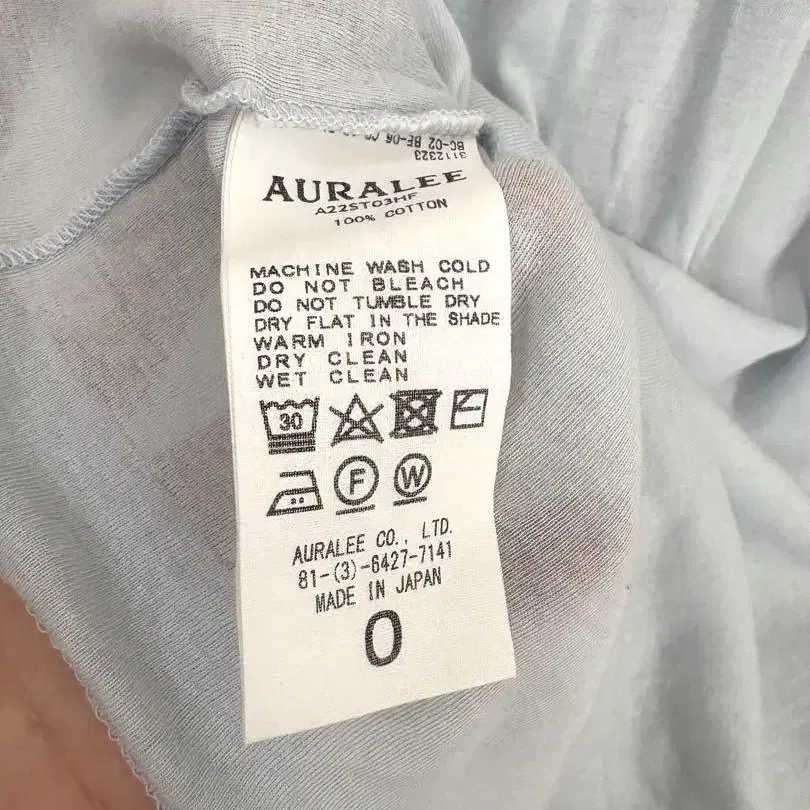 3112323
AURALEE
A22ST03HF
100% COTTON
MACHINE WASH COLD
DO NOT BLEACH
DO NOT TUMBLE DRY
DRY FLAT IN THE SHADE
WARM IRON
DRY CLEAN
WET CLEAN
30
F W
AURALEE CO., LTD.
81-(3)-6427-7141
MADE IN JAPAN
0